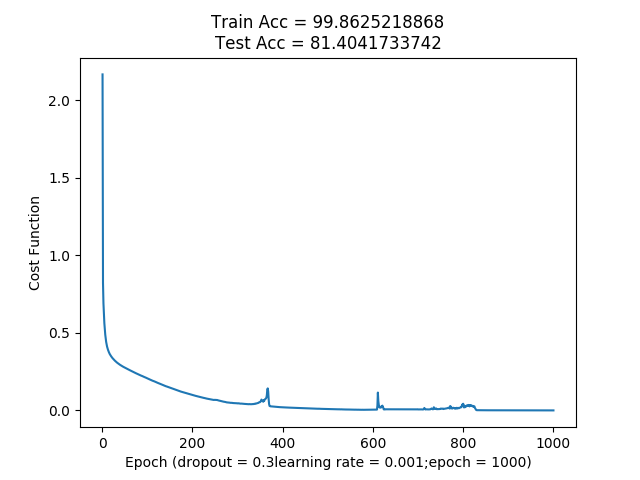 Train Acc = 99.8625218868
Test Acc = 81.4041733742
2.0
1.5
1.0
0.5
0.0
Cost Function
0 200 400 600 800 1000
Epoch (dropout = 0.3learning rate = 0.001;epoch = 1000)